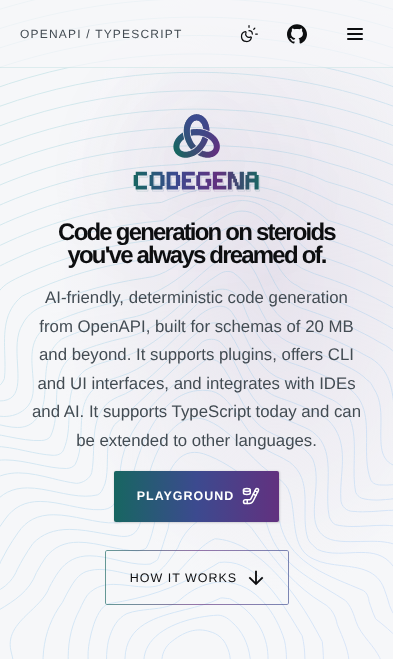 OPENAPI / TYPESCRIPT
CODEGENA
Code generation on steroids
you've always dreamed of.
AI-friendly, deterministic code generation
from OpenAPI, built for schemas of 20 MB
and beyond. It supports plugins, offers CLI
and UI interfaces, and integrates with IDEs
and AI. It supports TypeScript today and can
be extended to other languages.
PLAYGROUND
HOW IT WORKS